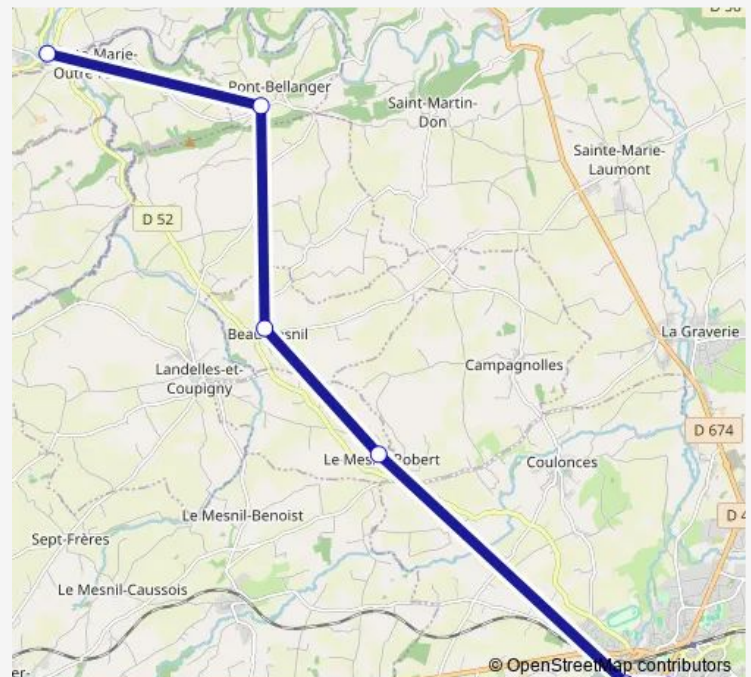 Pont-Bellanger
Saint-Martin-
Don
Sainte-Marie-
Laumont
D 52
La Graverie
Landelles-et-
Coupigny
Campagnolles
D 674
Coulonces
Le Mesnil-Benoist
Sept-Frères
Le Mesnil-Caussois
© OpenStreetMap contributors